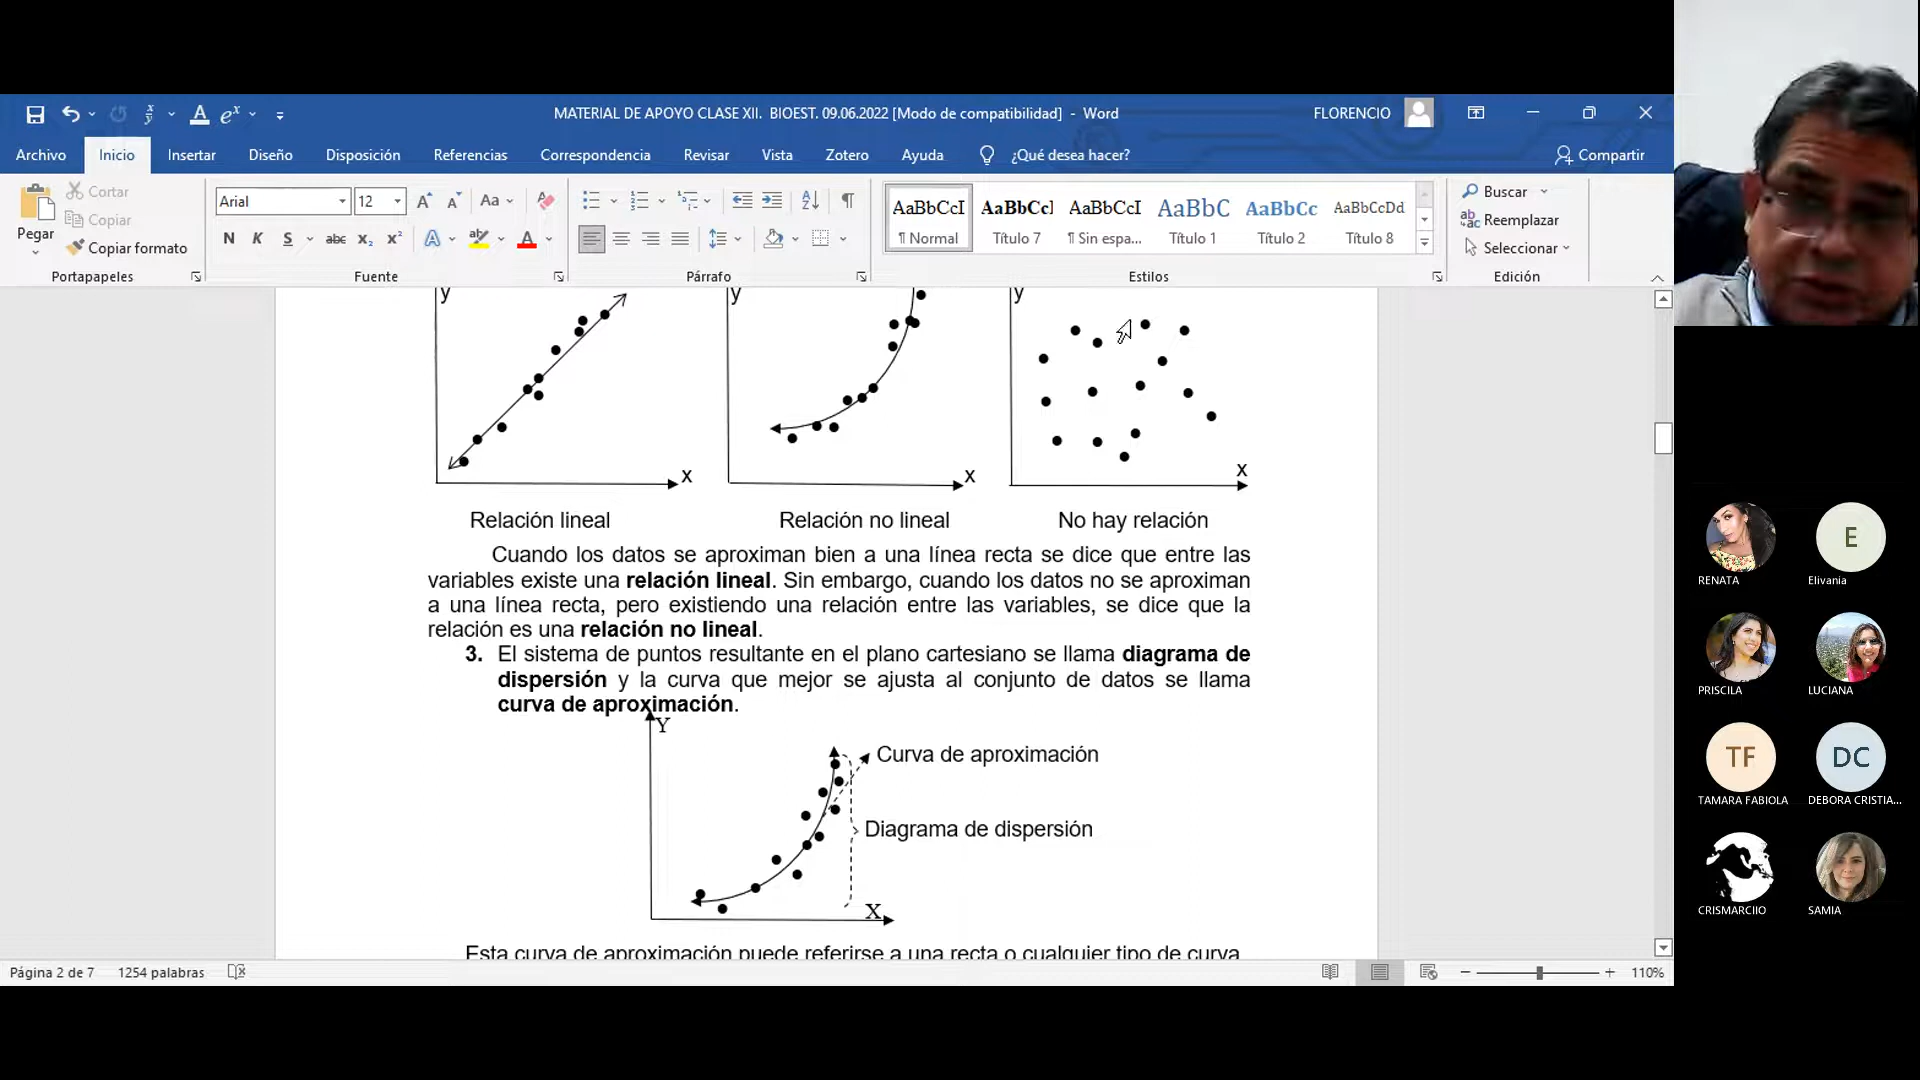 MATERIAL DE APOYO CLASE XII. BIOEST. 09.06.2022 [Modo de compatibilidad] - Word
FLORENCIO
Archivo Inicio Insertar Diseño Disposición Referencias Correspondencia Revisar Vista Zotero Ayuda ¿Qué desea hacer? Compartir
Pegar
Cortar
Copiar
Copiar formato
Portapapeles
Arial 12
N K S abc x₂ x²
Fuente
Párrafo
AaBbCcI AaBbCcI AaBbCcI AaBbC AaBbCc AaBbCcDd
¶ Normal Título 7 ¶ Sin espa... Título 1 Título 2 Título 8
Estilos
Buscar
Reemplazar
Seleccionar
Edición
y y y
x x x
Relación lineal Relación no lineal No hay relación
Cuando los datos se aproximan bien a una línea recta se dice que entre las
variables existe una relación lineal. Sin embargo, cuando los datos no se aproximan
a una línea recta, pero existiendo una relación entre las variables, se dice que la
relación es una relación no lineal.
3. El sistema de puntos resultante en el plano cartesiano se llama diagrama de
dispersión y la curva que mejor se ajusta al conjunto de datos se llama
curva de aproximación.
Y
Curva de aproximación
Diagrama de dispersión
X
Esta curva de aproximación puede referirse a una recta o cualquier tipo de curva
Página 2 de 7 1254 palabras 110%
RENATA
E
Elivania
PRISCILA
LUCIANA
TF
TAMARA FABIOLA
DC
DEBORA CRISTIA...
CRISMARCIIO
SAMIA